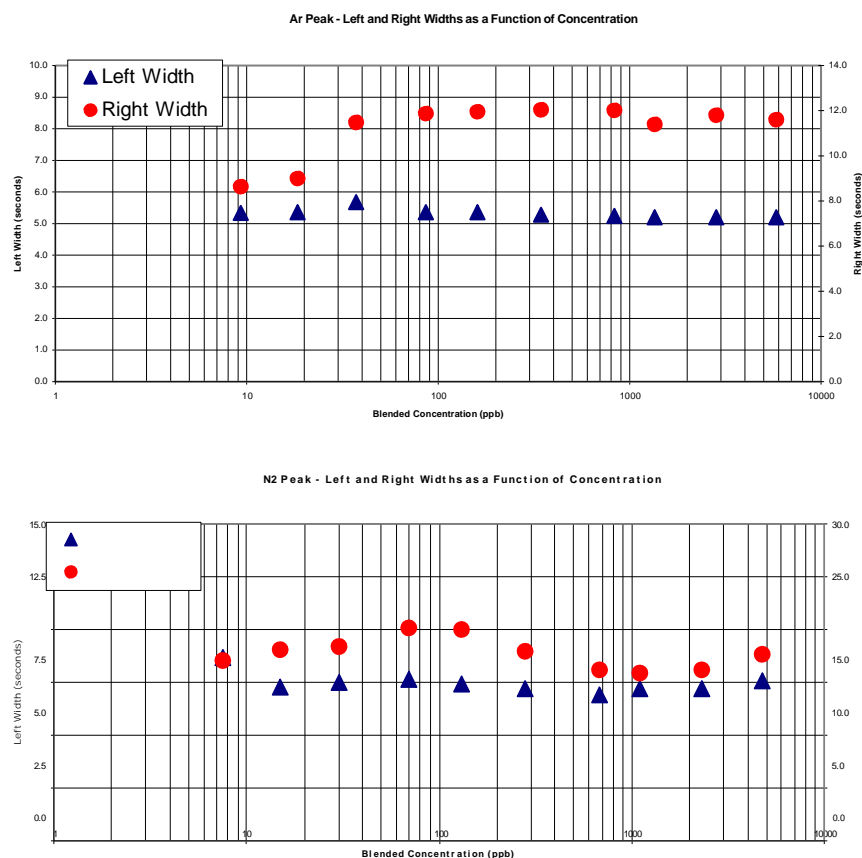 Ar Peak - Left and Right Widths as a Function of Concentration
Left Width
Right Width
10.0
9.0
8.0
7.0
6.0
5.0
4.0
3.0
2.0
1.0
0.0
Left Width (seconds)
14.0
12.0
10.0
8.0
6.0
4.0
2.0
0.0
Right Width (seconds)
1 10 100 1000 10000
Blended Concentration (ppb)
N2 Peak - Left and Right Widths as a Function of Concentration
15.0
12.5
7.5
5.0
2.5
0.0
Left Width (seconds)
30.0
25.0
15.0
10.0
5.0
0.0
1 10 100 1000 10000
Blended Concentration (ppb)